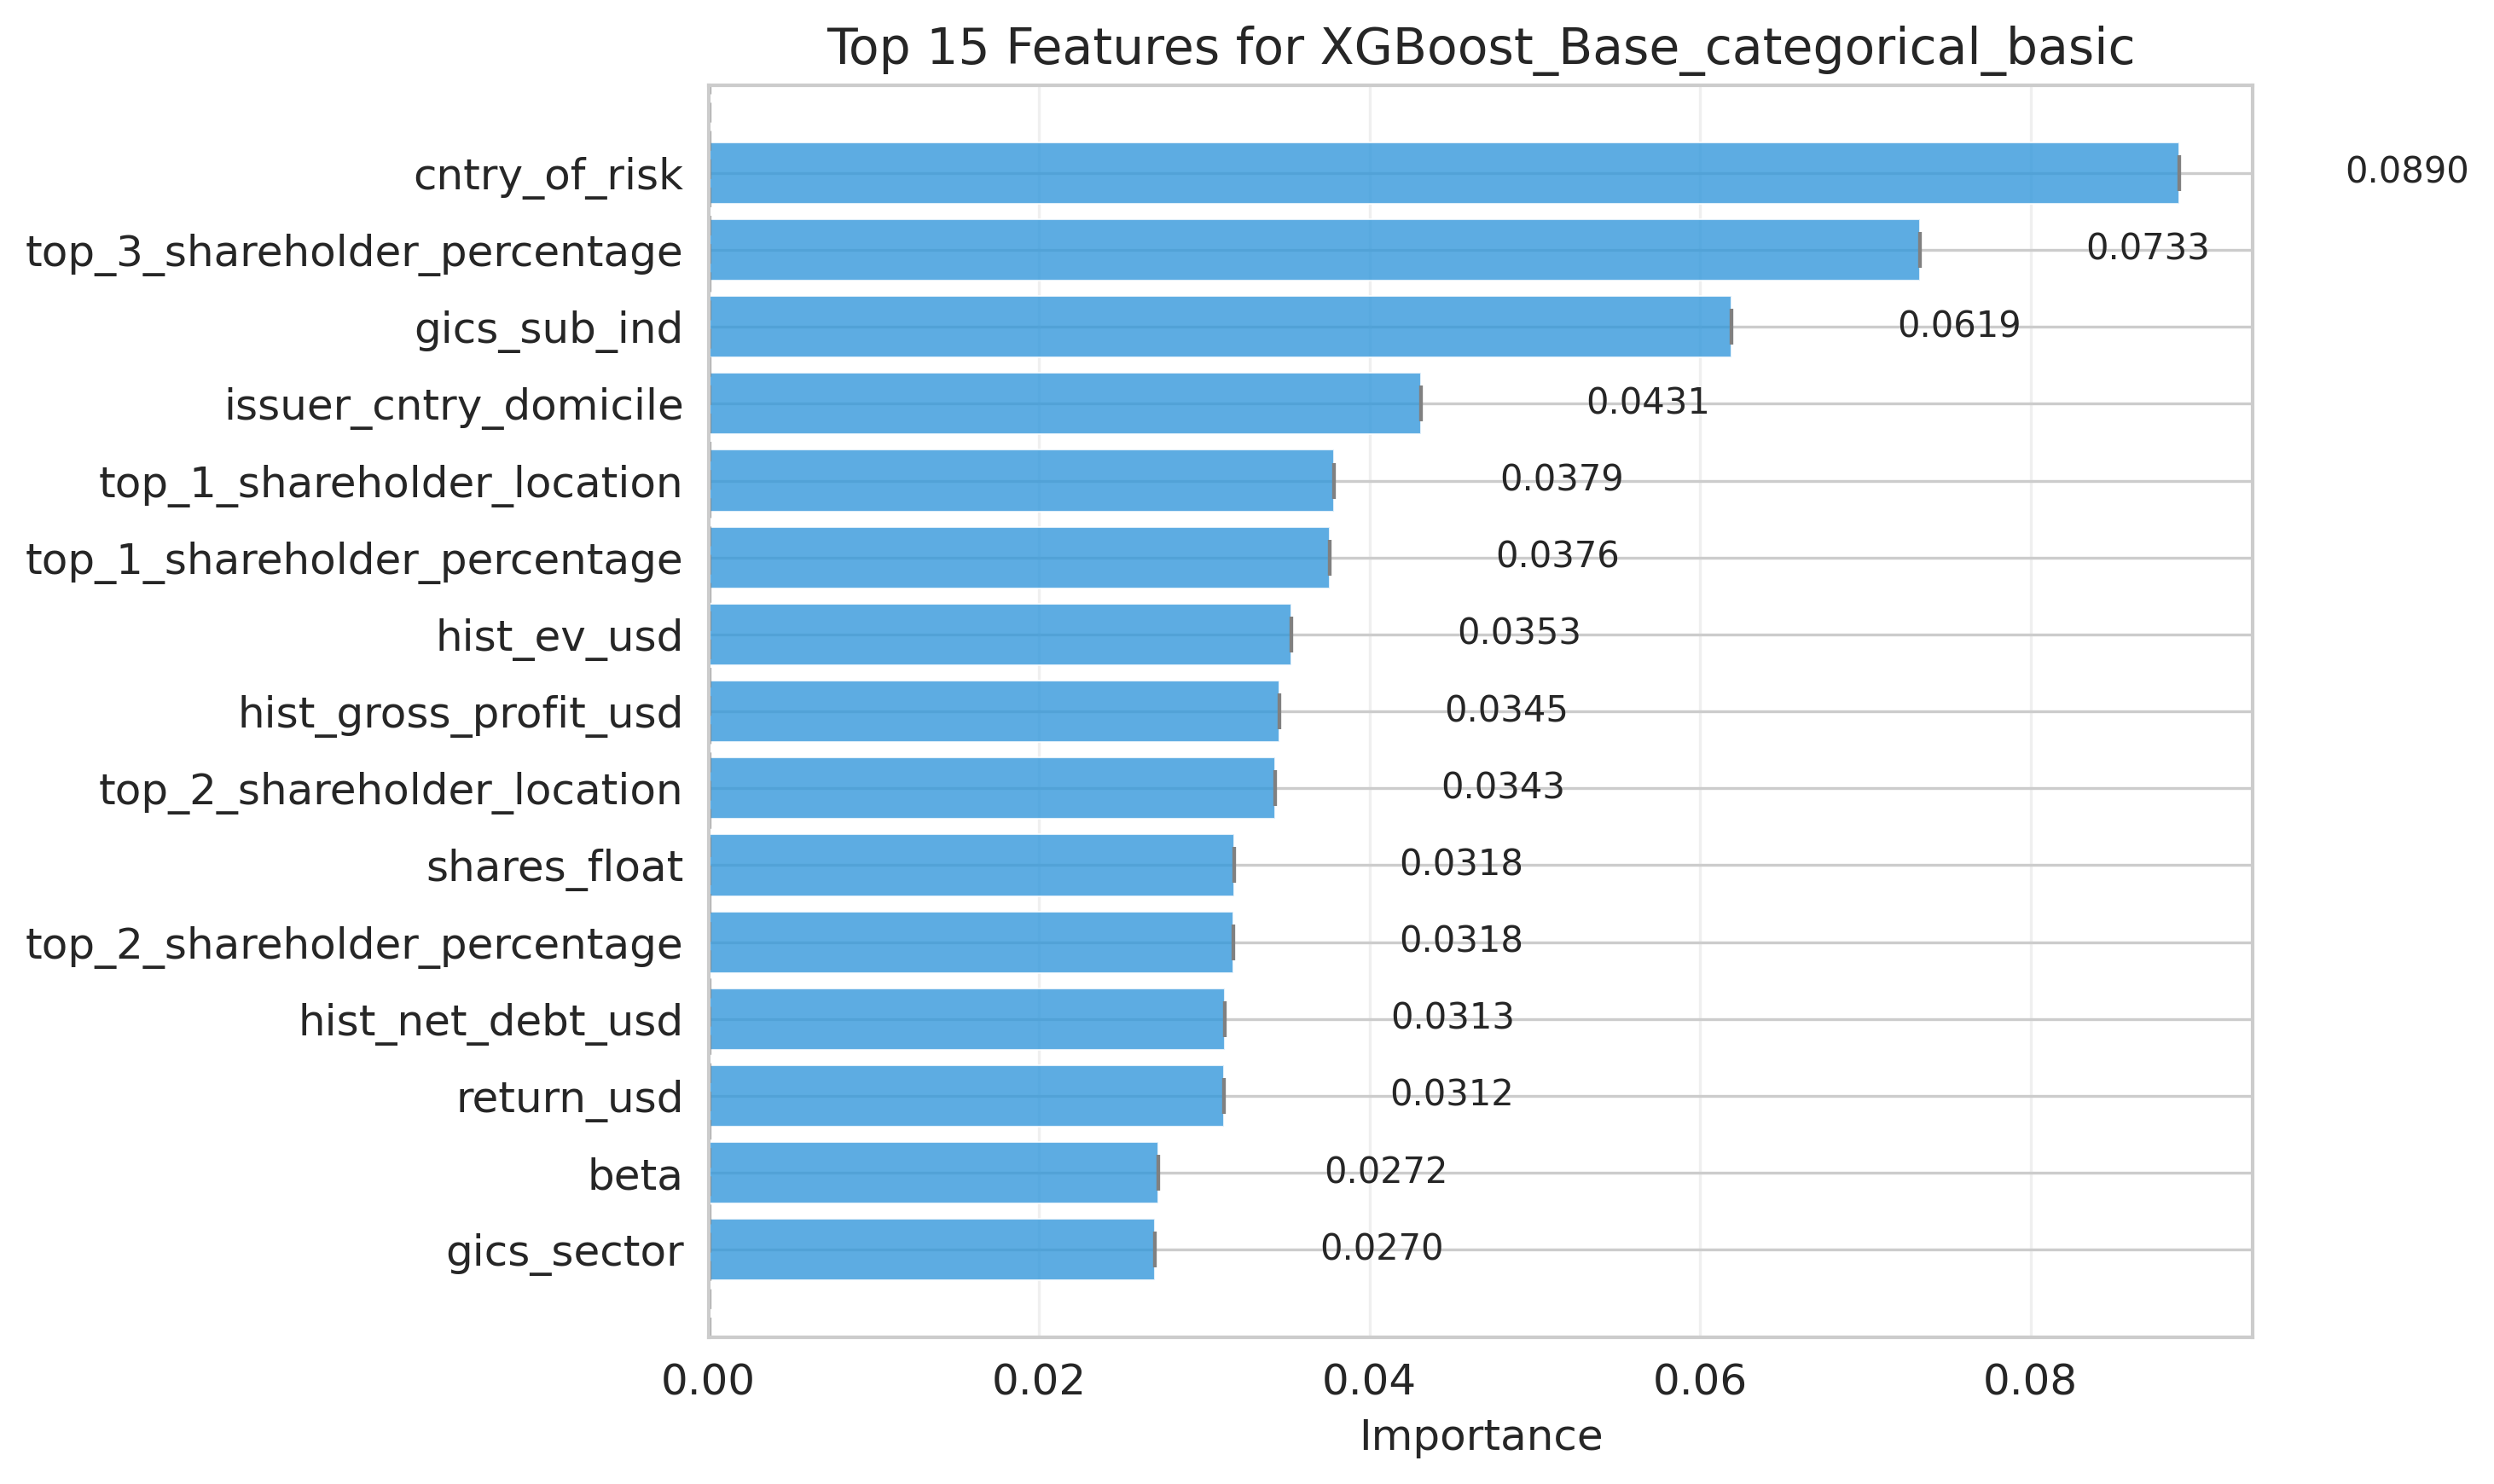 Top 15 Features for XGBoost_Base_categorical_basic
cntry_of_risk 0.0890
top_3_shareholder_percentage 0.0733
gics_sub_ind 0.0619
issuer_cntry_domicile 0.0431
top_1_shareholder_location 0.0379
top_1_shareholder_percentage 0.0376
hist_ev_usd 0.0353
hist_gross_profit_usd 0.0345
top_2_shareholder_location 0.0343
shares_float 0.0318
top_2_shareholder_percentage 0.0318
hist_net_debt_usd 0.0313
return_usd 0.0312
beta 0.0272
gics_sector 0.0270
0.00 0.02 0.04 0.06 0.08
Importance